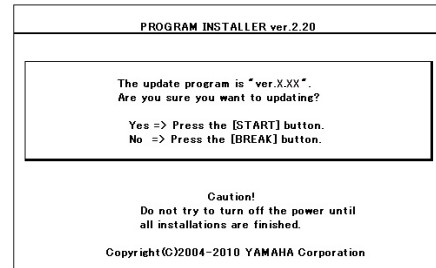 PROGRAM INSTALLER ver.2.20
The update program is "ver.X.XX".
Are you sure you want to updating?
Yes => Press the [START] button.
No => Press the [BREAK] button.
Caution!
Do not try to turn off the power until
all installations are finished.
Copyright(C)2004-2010 YAMAHA Corporation